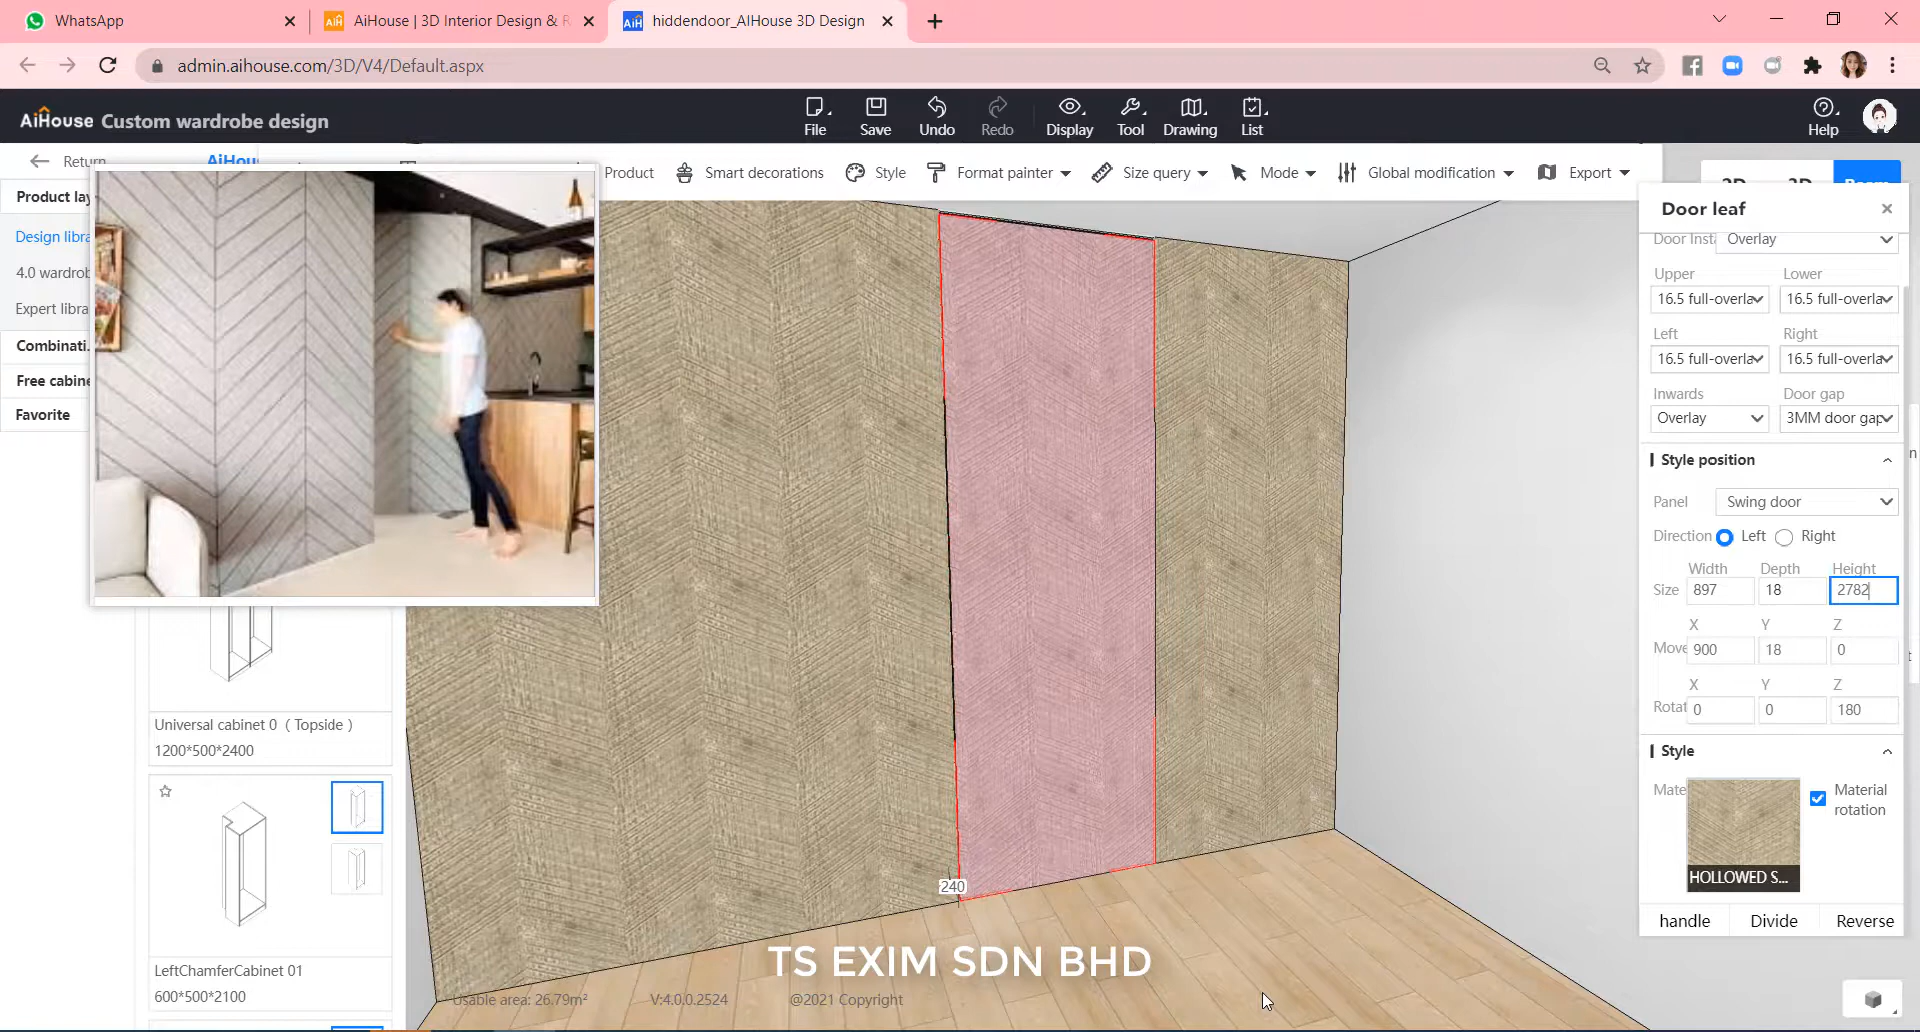 WhatsApp
AiHouse | 3D Interior Design & R
hiddendoor_AIHouse 3D Design
admin.aihouse.com/3D/V4/Default.aspx
AiHouse Custom wardrobe design
File
Save
Undo
Redo
Display
Tool
Drawing
List
Help
Return
AiHou
Product
Smart decorations
Style
Format painter
Size query
Mode
Global modification
Export
2D
3D
Room
Product lay
Design libra
4.0 wardrob
Expert libra
Combinati.
Free cabine
Favorite
Universal cabinet 0 ( Topside )
1200*500*2400
LeftChamferCabinet 01
600*500*2100
240
TS EXIM SDN BHD
Usable area: 26.79m²
V:4.0.0.2524
@2021 Copyright
Door leaf
Door Insta Overlay
Upper Lower
16.5 full-overla 16.5 full-overla
Left Right
16.5 full-overla 16.5 full-overla
Inwards Door gap
Overlay 3MM door gap
Style position
Panel Swing door
Direction Left Right
Width Depth Height
Size 897 18 2782
X Y Z
Move 900 18 0
X Y Z
Rotat 0 0 180
Style
Mate
HOLLOWED S...
Material
rotation
handle Divide Reverse